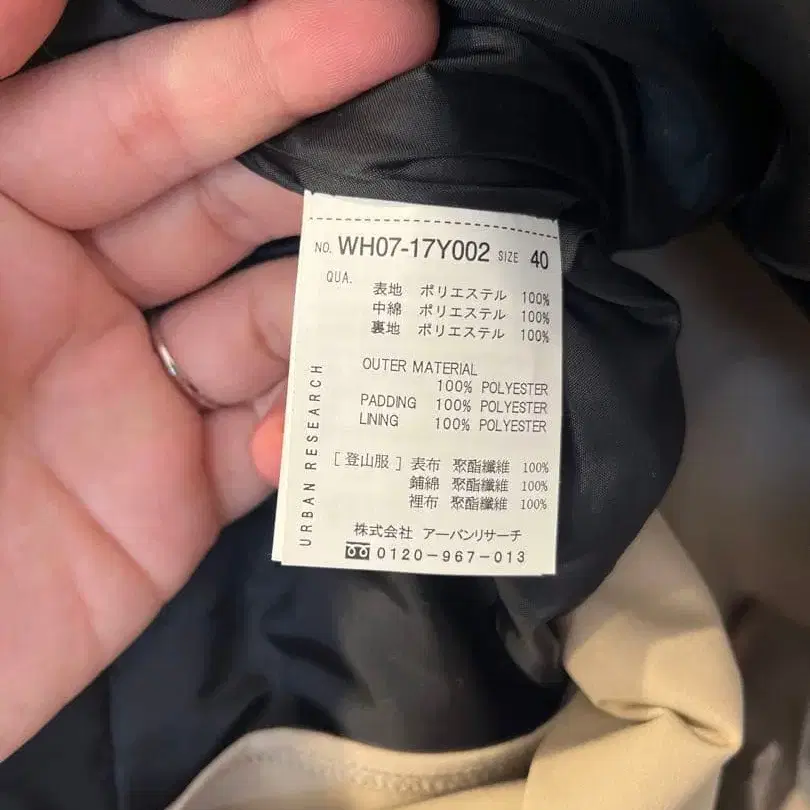 NO. WH07-17Y002 SIZE 40
QUA.
表地 ポリエステル 100%
中綿 ポリエステル 100%
裏地 ポリエステル 100%
OUTER MATERIAL
100% POLYESTER
PADDING 100% POLYESTER
LINING 100% POLYESTER
[登山服] 表布 聚酯纖維 100%
鋪綿 聚酯纖維 100%
裡布 聚酯纖維 100%
URBAN RESEARCH
株式会社 アーバンリサーチ
0120-967-013